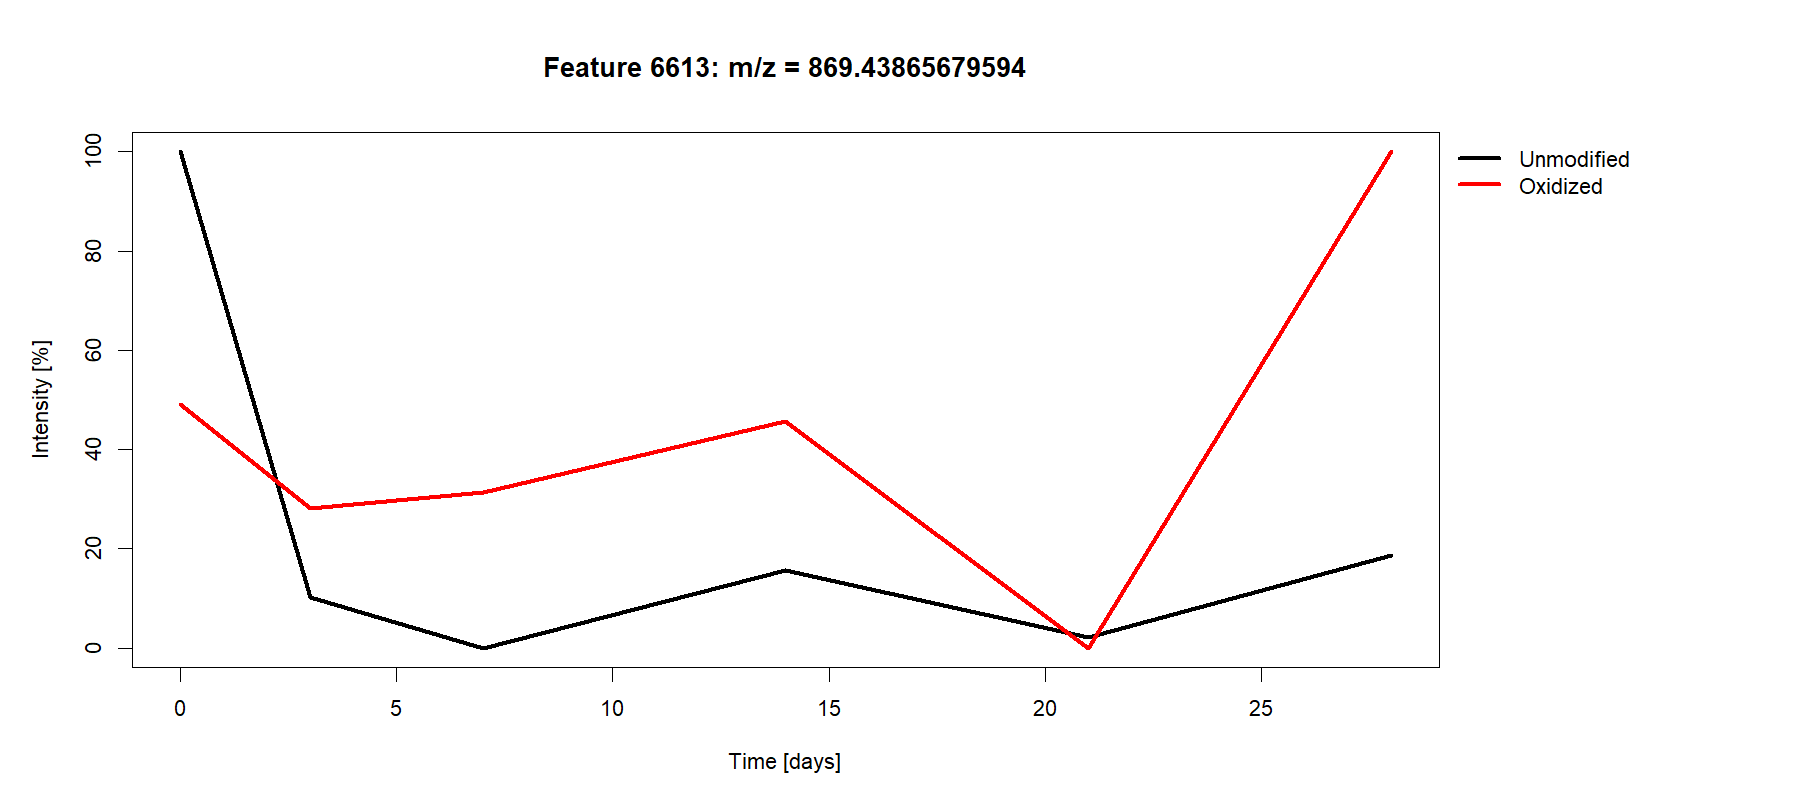 Feature 6613: m/z = 869.43865679594
Unmodified
Oxidized
Intensity [%]
100
80
60
40
20
0
0 5 10 15 20 25
Time [days]